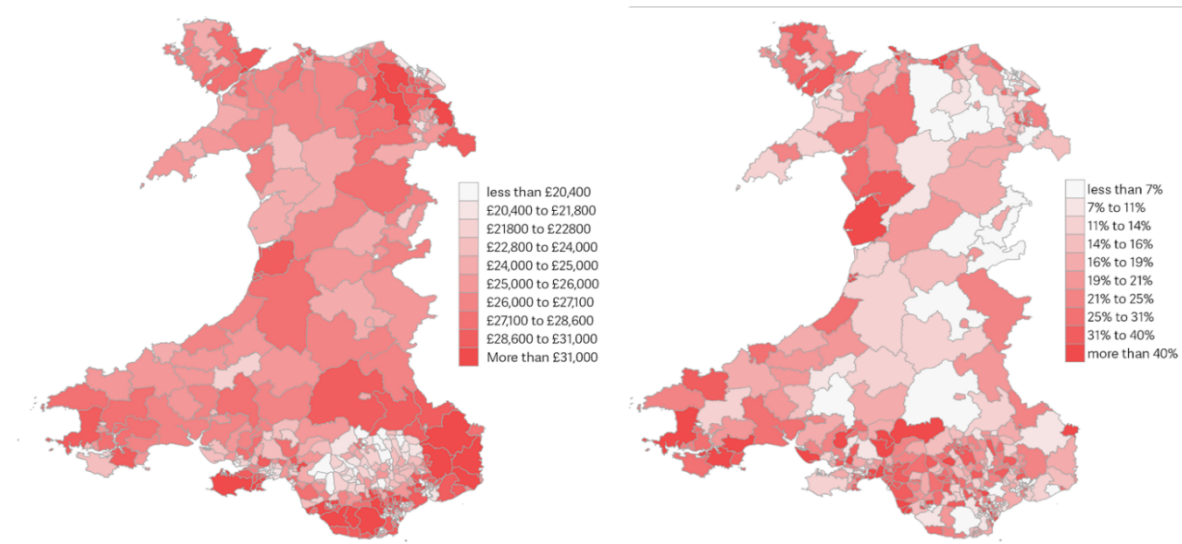 less than £20,400
£20,400 to £21,800
£21800 to £22800
£22,800 to £24,000
£24,000 to £25,000
£25,000 to £26,000
£26,000 to £27,100
£27,100 to £28,600
£28,600 to £31,000
More than £31,000
less than 7%
7% to 11%
11% to 14%
14% to 16%
16% to 19%
19% to 21%
21% to 25%
25% to 31%
31% to 40%
more than 40%